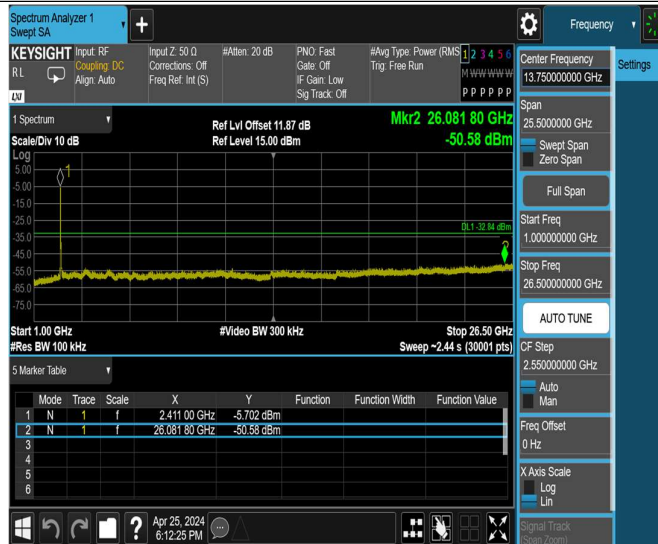 Spectrum Analyzer 1
Swept SA
Frequency
KEYSIGHT
RL
LXI
Input: RF
Coupling: DC
Align: Auto
Input Z: 50 Ω
Corrections: Off
Freq Ref: Int (S)
#Atten: 20 dB
PNO: Fast
Gate: Off
IF Gain: Low
Sig Track: Off
#Avg Type: Power (RMS
Trig: Free Run
1 2 3 4 5 6
M W W W W W
P P P P P P
1 Spectrum
Scale/Div 10 dB
Ref Lvl Offset 11.87 dB
Ref Level 15.00 dBm
Mkr2 26.081 80 GHz
-50.58 dBm
Log
5.00
-5.00
-15.0
-25.0
-35.0
-45.0
-55.0
-65.0
-75.0
1
DL1 -32.84 dBm
2
Start 1.00 GHz
#Video BW 300 kHz
Stop 26.50 GHz
#Res BW 100 kHz
Sweep ~2.44 s (30001 pts)
5 Marker Table
Mode Trace Scale X Y Function Function Width Function Value
1 N 1 f 2.411 00 GHz -5.702 dBm
2 N 1 f 26.081 80 GHz -50.58 dBm
3
4
5
6
Apr 25, 2024
6:12:25 PM
Center Frequency
13.750000000 GHz
Settings
Span
25.5000000 GHz
Swept Span
Zero Span
Full Span
Start Freq
1.000000000 GHz
Stop Freq
26.500000000 GHz
AUTO TUNE
CF Step
2.550000000 GHz
Auto
Man
Freq Offset
0 Hz
X Axis Scale
Log
Lin
Signal Track
(Span Zoom)